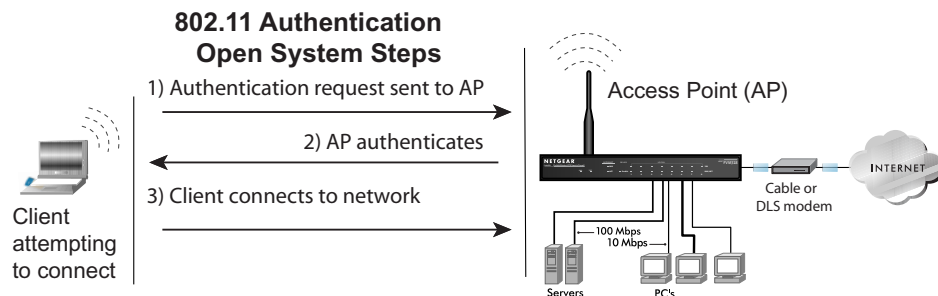 802.11 Authentication
Open System Steps
1) Authentication request sent to AP
2) AP authenticates
3) Client connects to network
Client
attempting
to connect
Access Point (AP)
NETGEAR
INTERNET
Cable or
DLS modem
100 Mbps
10 Mbps
Servers
PC's